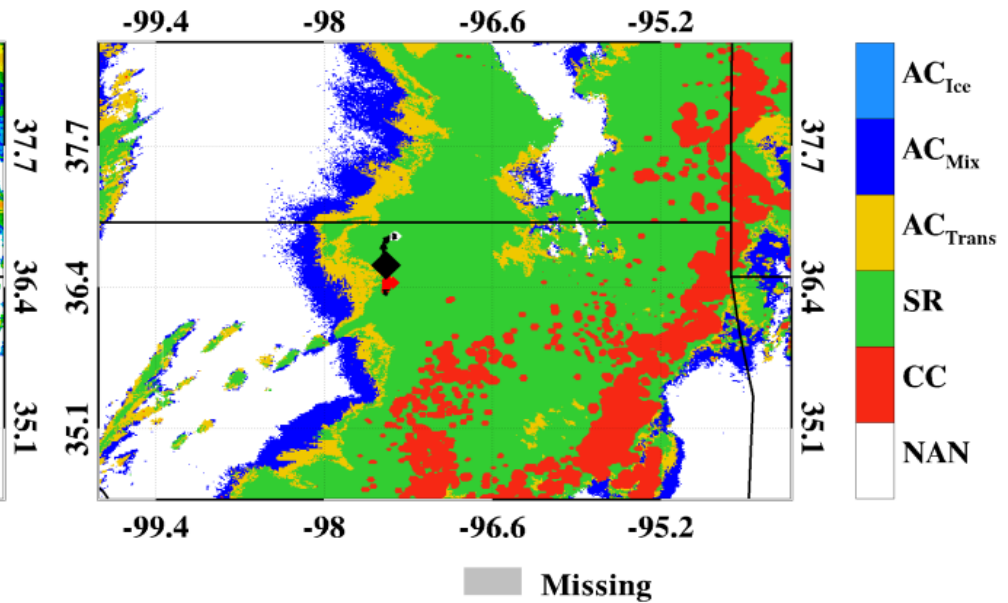 -99.4 -98 -96.6 -95.2
37.7 37.7 37.7
36.4 36.4 36.4
35.1 35.1 35.1
-99.4 -98 -96.6 -95.2
AC_Ice
AC_Mix
AC_Trans
SR
CC
NAN
Missing